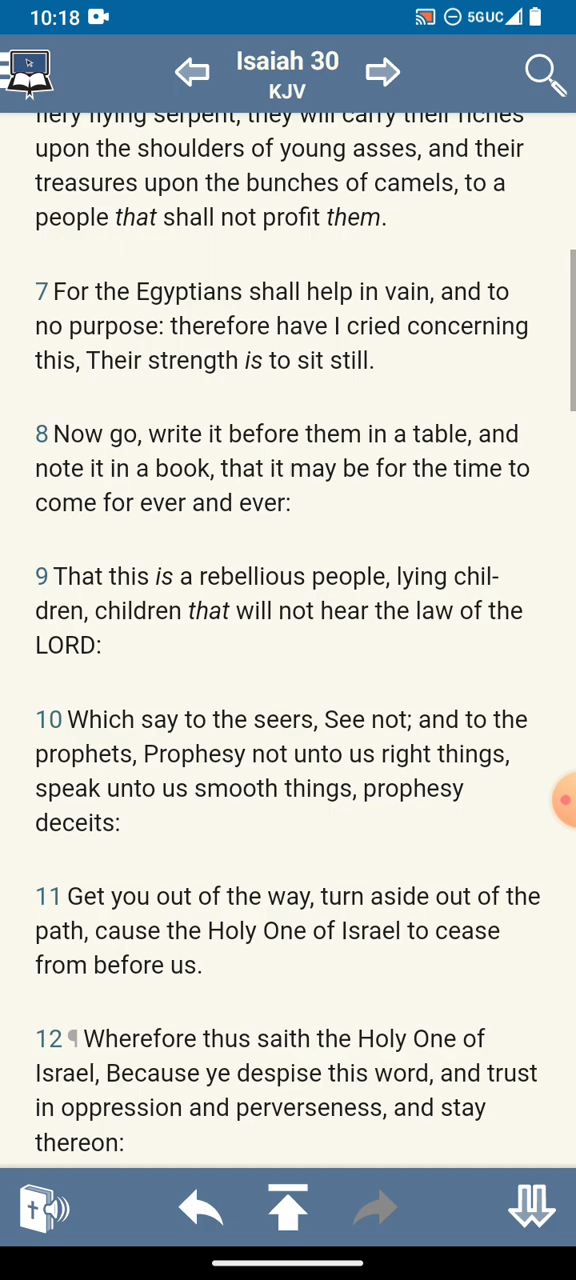 10:18
5GUC
Isaiah 30
KJV
fiery flying serpent, they will carry their riches
upon the shoulders of young asses, and their
treasures upon the bunches of camels, to a
people that shall not profit them.
7 For the Egyptians shall help in vain, and to
no purpose: therefore have I cried concerning
this, Their strength is to sit still.
8 Now go, write it before them in a table, and
note it in a book, that it may be for the time to
come for ever and ever:
9 That this is a rebellious people, lying chil-
dren, children that will not hear the law of the
LORD:
10 Which say to the seers, See not; and to the
prophets, Prophesy not unto us right things,
speak unto us smooth things, prophesy
deceits:
11 Get you out of the way, turn aside out of the
path, cause the Holy One of Israel to cease
from before us.
12 ¶ Wherefore thus saith the Holy One of
Israel, Because ye despise this word, and trust
in oppression and perverseness, and stay
thereon: